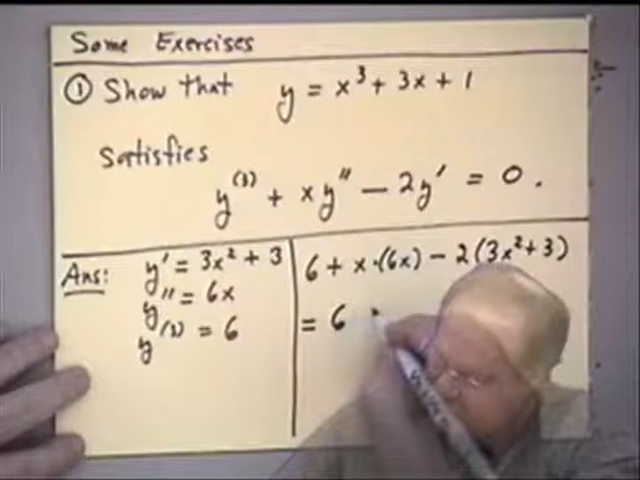 Some Exercises
① Show that y = x³ + 3x + 1
satisfies
y⁽³⁾ + xy'' − 2y' = 0.
Ans: y' = 3x² + 3
y'' = 6x
y⁽³⁾ = 6
6 + x·(6x) − 2(3x² + 3)
= 6